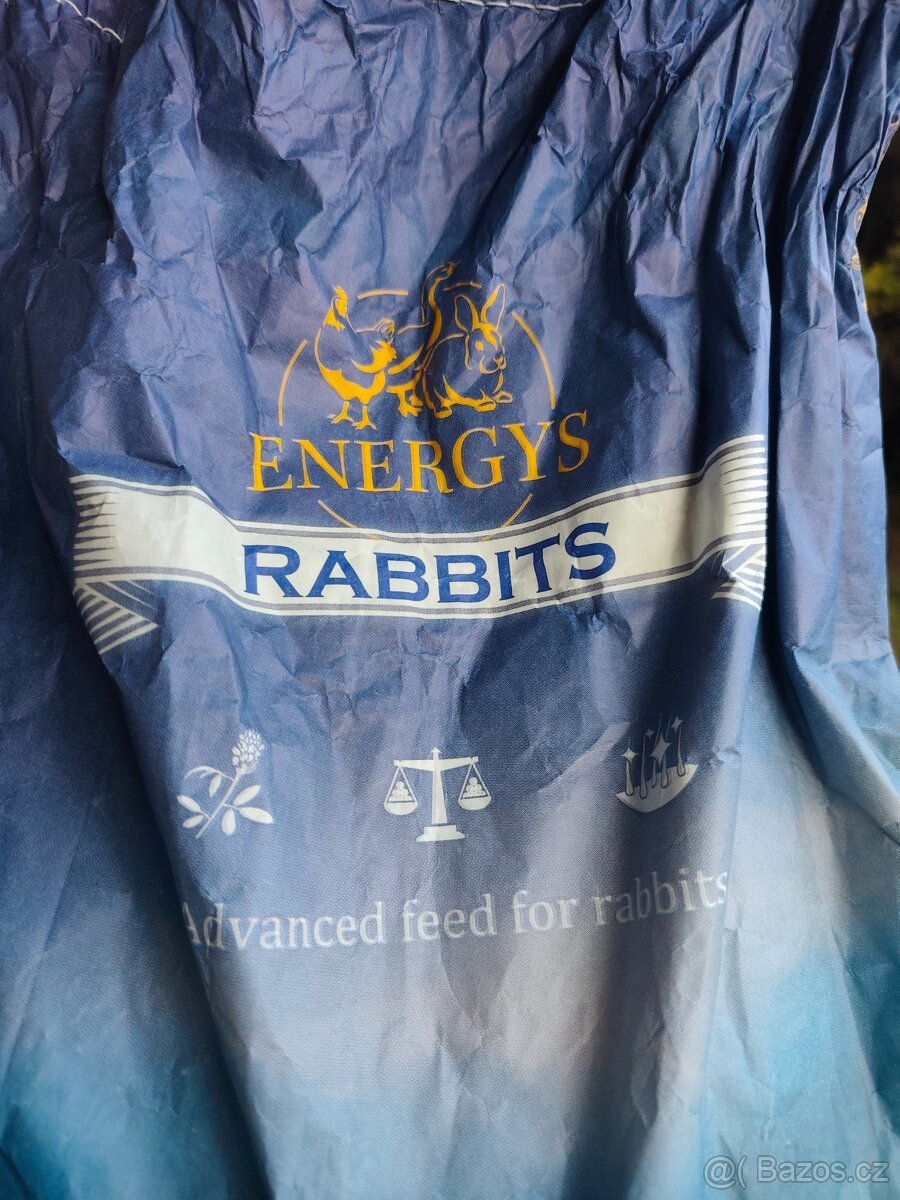 ENERGYS
RABBITS
Advanced feed for rabbits
@( Bazos.cz